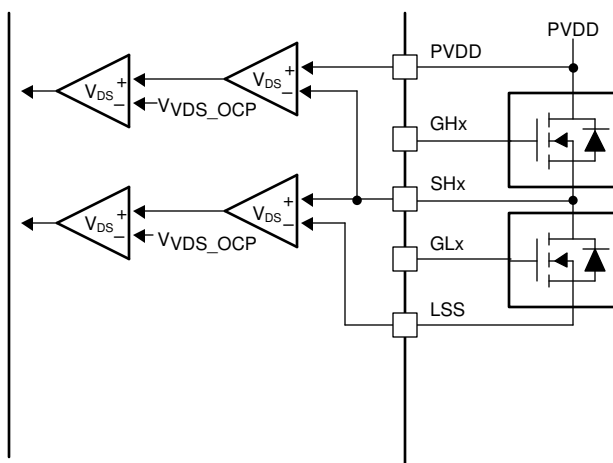 PVDD
PVDD
+
VDS
–
+
VDS
–
VVDS_OCP
GHx
SHx
+
VDS
–
+
VDS
–
VVDS_OCP
GLx
LSS